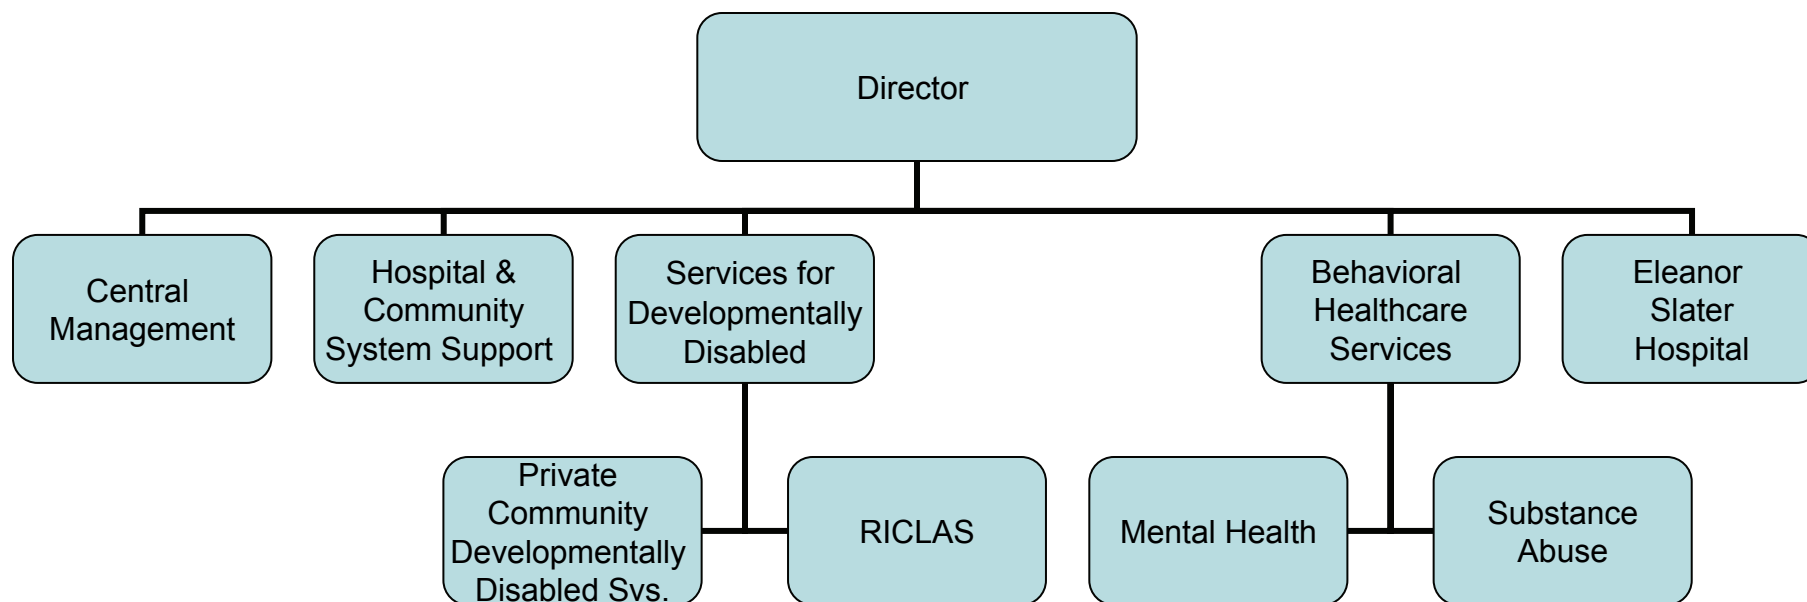 Director
Central
Management
Hospital &
Community
System Support
Services for
Developmentally
Disabled
Behavioral
Healthcare
Services
Eleanor
Slater
Hospital
Private
Community
Developmentally
Disabled Svs.
RICLAS
Mental Health
Substance
Abuse